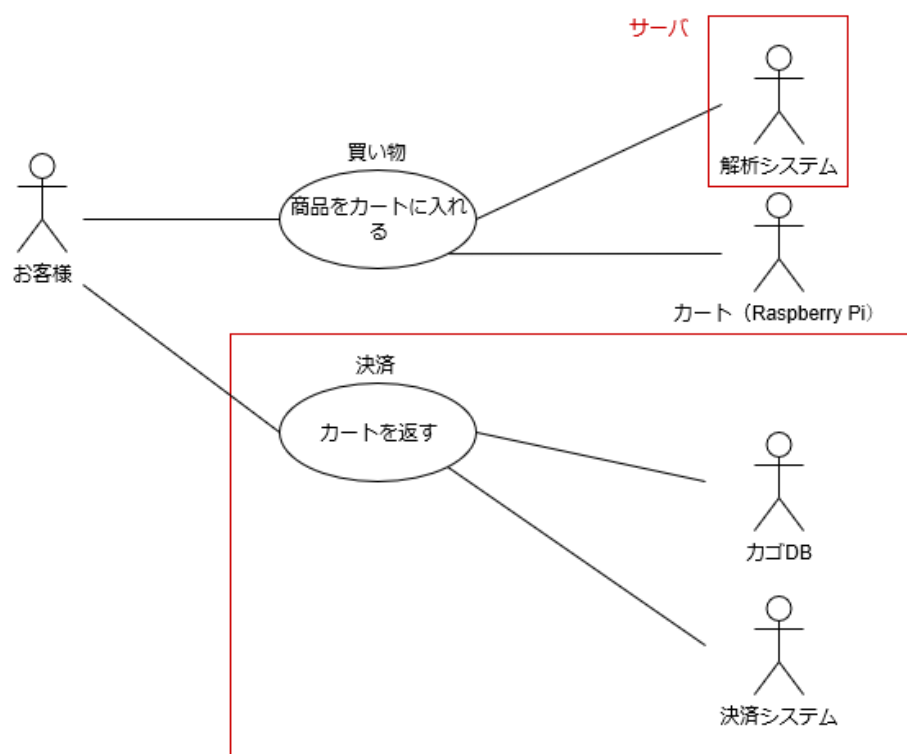 サーバ
解析システム
買い物
商品をカートに入れ
る
お客様
カート（Raspberry Pi）
決済
カートを返す
カゴDB
決済システム